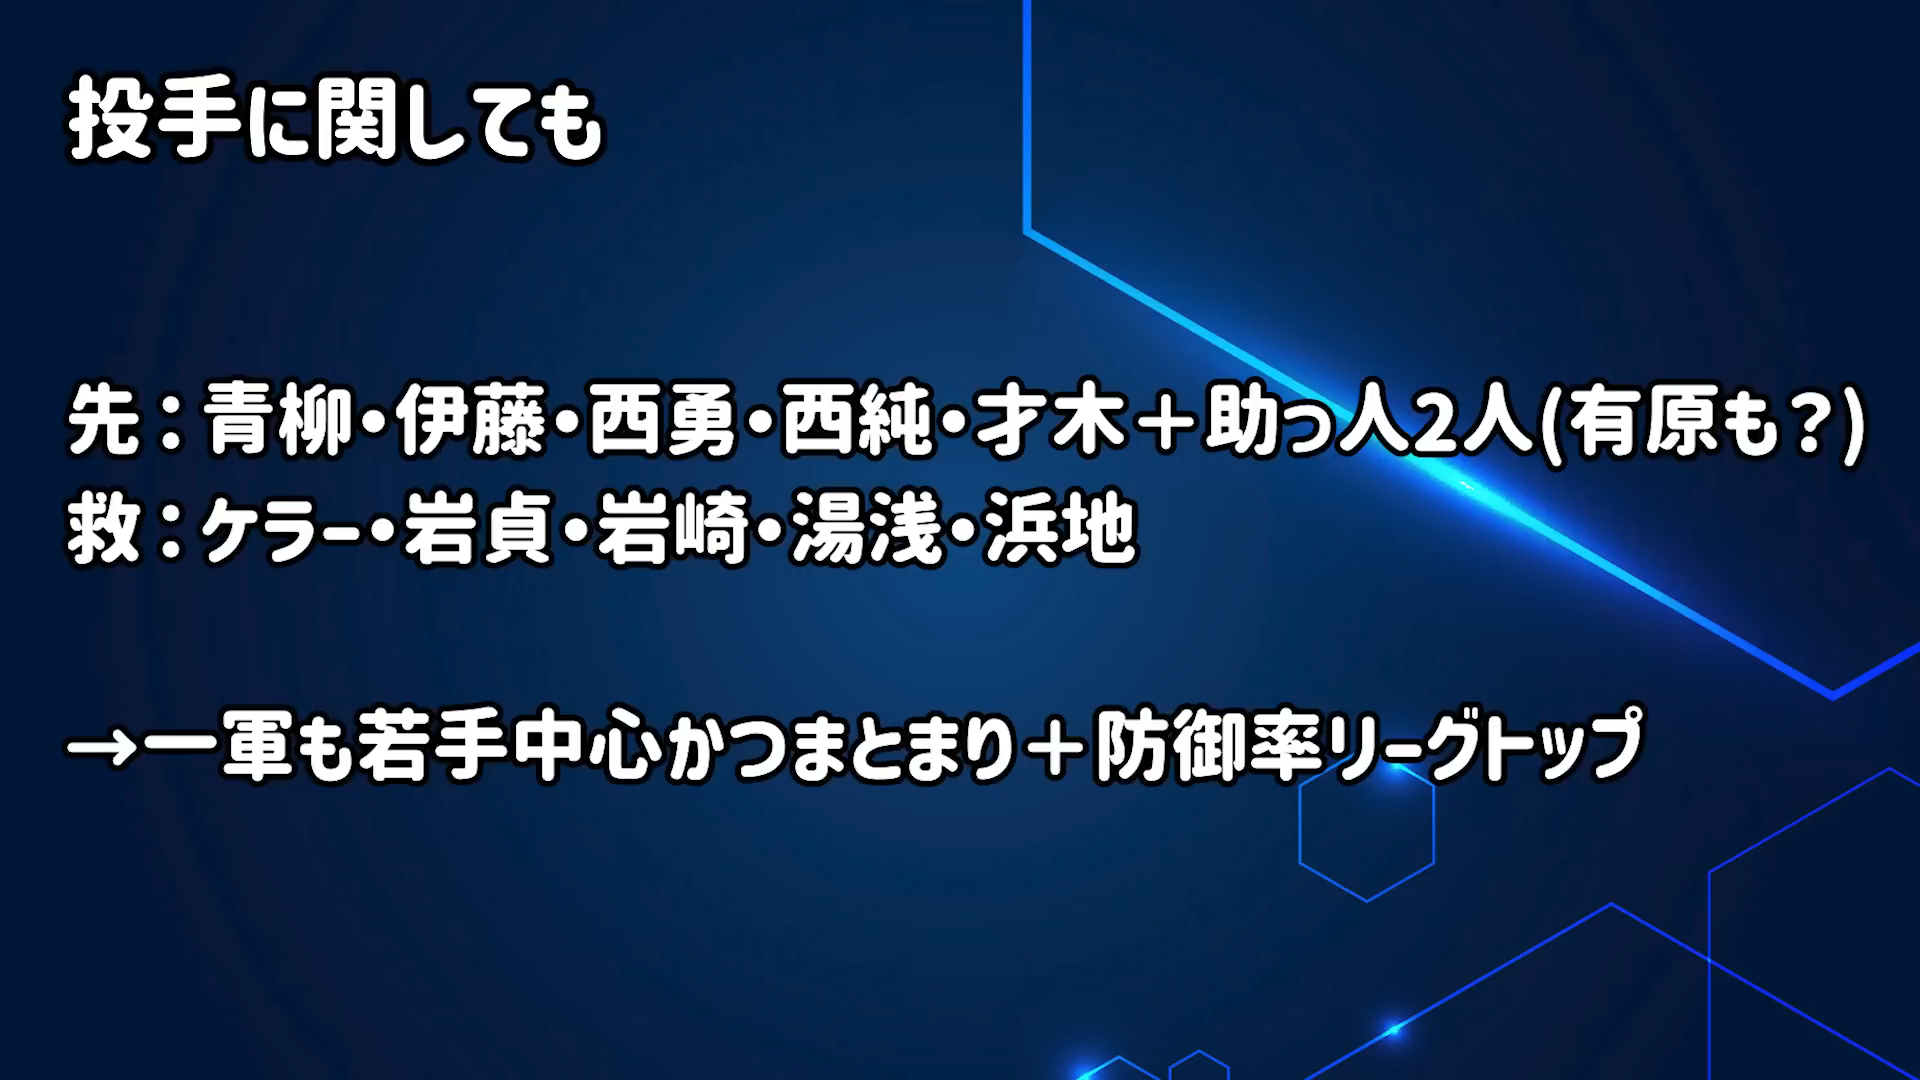 投手に関しても
先：青柳・伊藤・西勇・西純・才木＋助っ人2人(有原も？)
救：ケラー・岩貞・岩崎・湯浅・浜地
→一軍も若手中心かつまとまり＋防御率リーグトップ